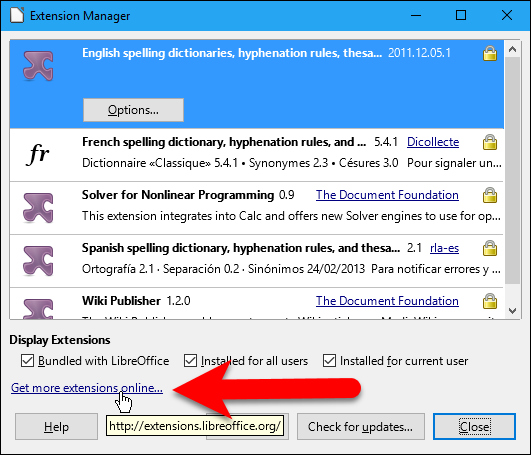 Extension Manager
English spelling dictionaries, hyphenation rules, thesa... 2011.12.05.1
Options...
fr
French spelling dictionary, hyphenation rules, and ... 5.4.1 Dicollecte
Dictionnaire «Classique» 5.4.1 • Synonymes 2.3 • Césures 3.0 Pour signaler un...
Solver for Nonlinear Programming 0.9 The Document Foundation
This extension integrates into Calc and offers new Solver engines to use for op...
Spanish spelling dictionary, hyphenation rules, and thesa... 2.1 rla-es
Ortografía 2.1 · Separación 0.2 · Sinónimos 24/02/2013 Para notificar errores y ...
Wiki Publisher 1.2.0 The Document Foundation
Display Extensions
Bundled with LibreOffice Installed for all users Installed for current user
Get more extensions online...
Help http://extensions.libreoffice.org/ Check for updates... Close